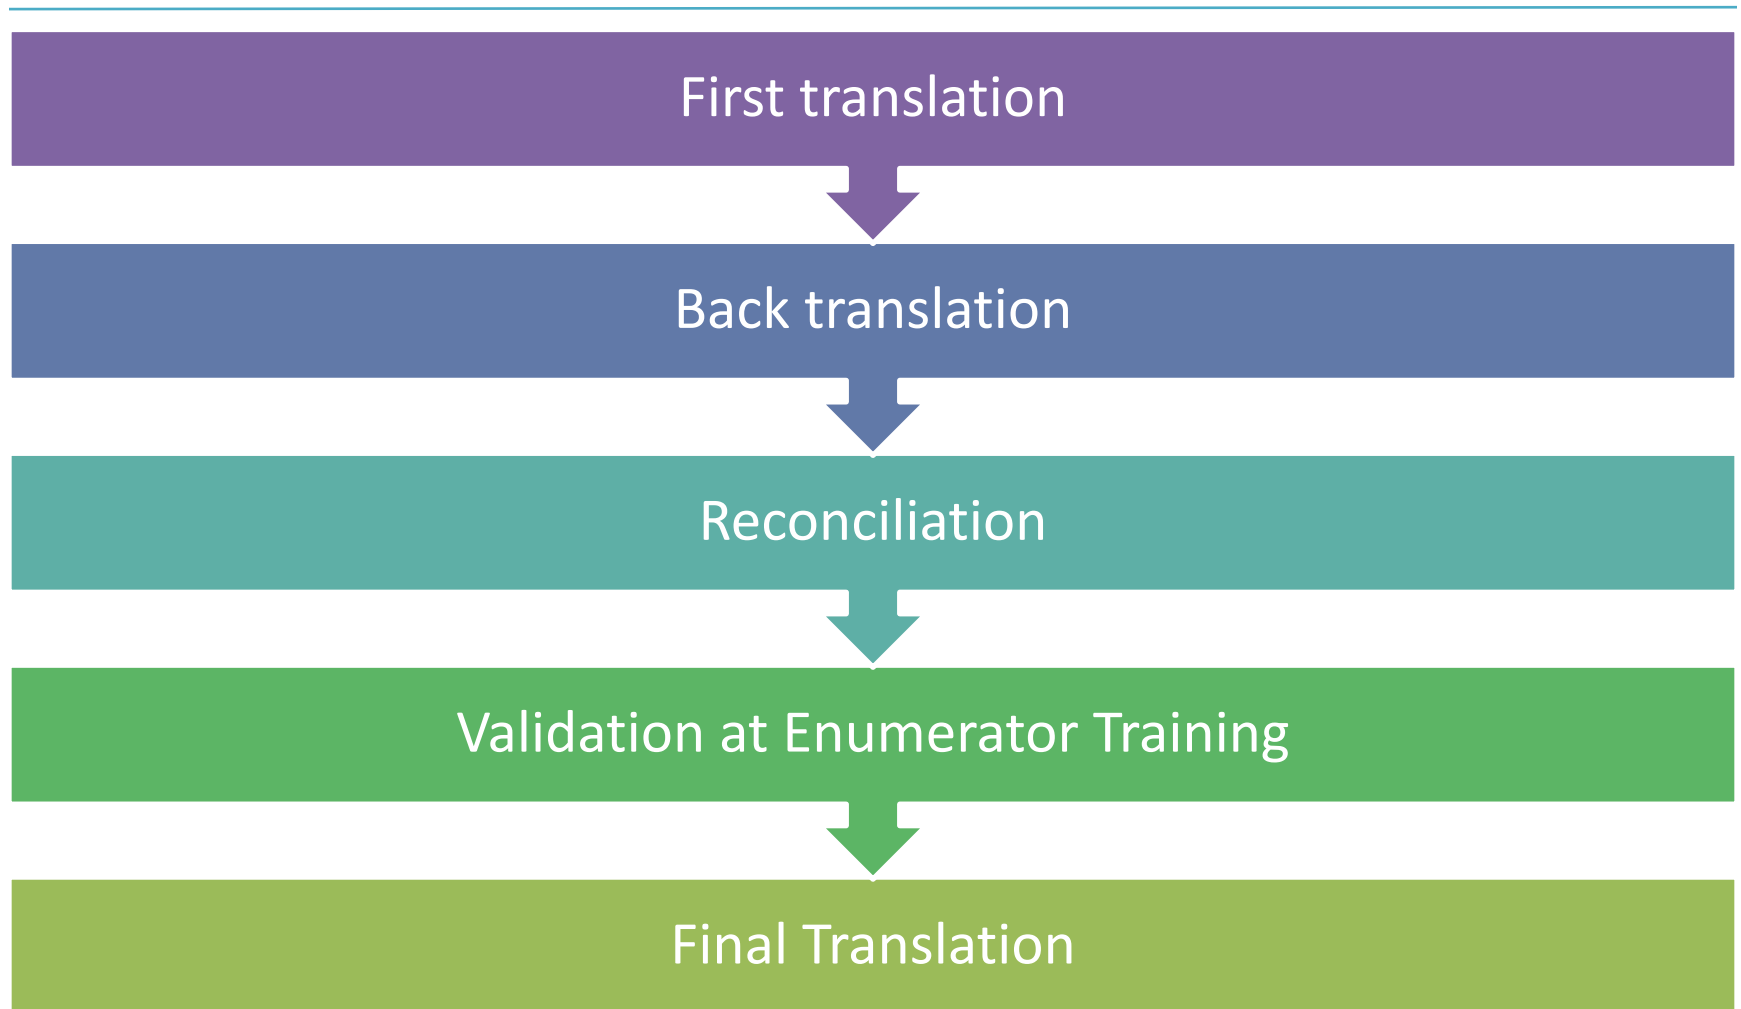 First translation
Back translation
Reconciliation
Validation at Enumerator Training
Final Translation